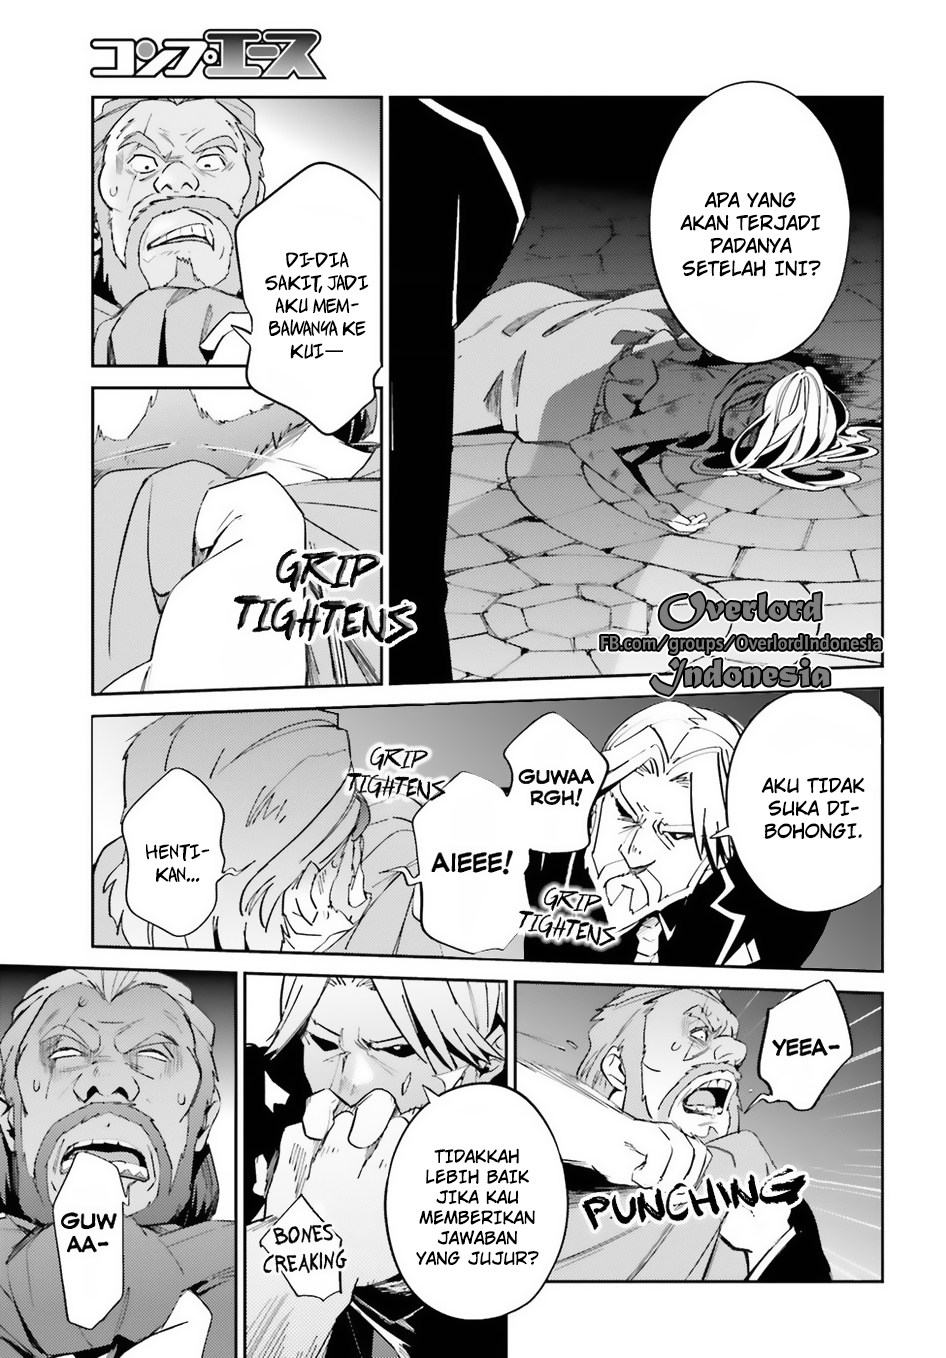 コンプエース
APA YANG
AKAN TERJADI
PADANYA
SETELAH INI?
DI-DIA
SAKIT, JADI
AKU MEM-
BAWANYA KE
KUI—
GRIP
TIGHTENS
Overlord
FB.com/groups/OverlordIndonesia
Indonesia
AKU TIDAK
SUKA DI-
BOHONGI.
GUWAA
RGH!
GRIP
TIGHTENS
AIEEE!
GRIP
TIGHTENS
HENTI-
KAN...
YEEA-
PUNCHING
TIDAKKAH
LEBIH BAIK
JIKA KAU
MEMBERIKAN
JAWABAN
YANG JUJUR?
BONES
CREAKING
GUW
AA-